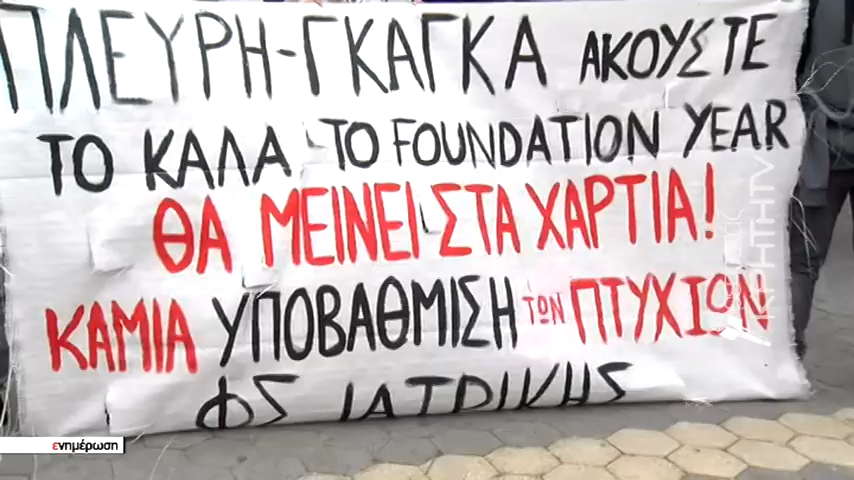 ΠΛΕΥΡΗ-ΓΚΑΓΚΑ ΑΚΟΥΣΤΕ
ΤΟ ΚΑΛΑ ΤΟ FOUNDATION YEAR
ΘΑ ΜΕΙΝΕΙ ΣΤΑ ΧΑΡΤΙΑ!
ΚΑΜΙΑ ΥΠΟΒΑΘΜΙΣΗ ΤΩΝ ΠΤΥΧΙΩΝ
ΦΣ ΙΑΤΡΙΚΗΣ
ΚΡΗΤΗTV
ενημέρωση